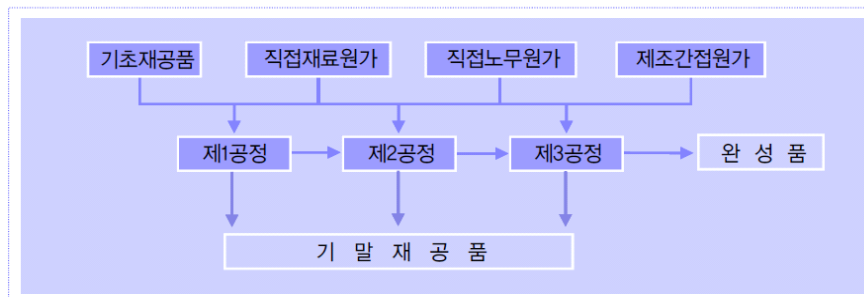 기초재공품 직접재료원가 직접노무원가 제조간접원가
제1공정 제2공정 제3공정 완 성 품
기 말 재 공 품